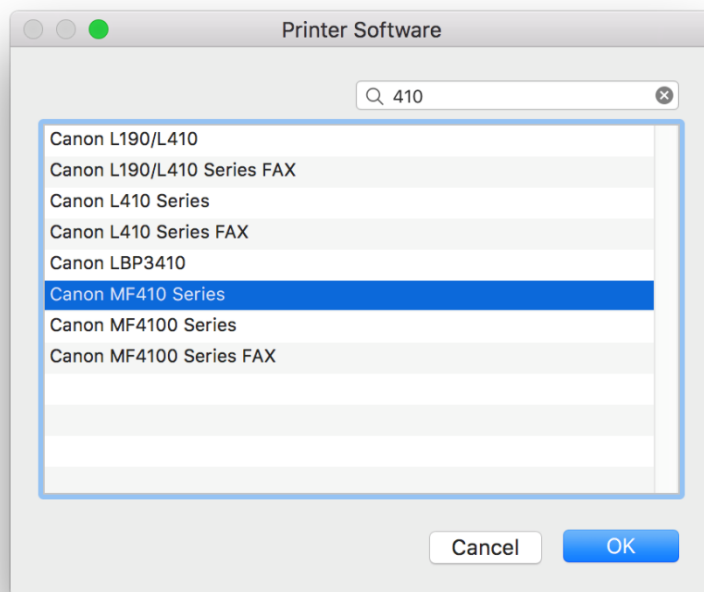 Printer Software
410
Canon L190/L410
Canon L190/L410 Series FAX
Canon L410 Series
Canon L410 Series FAX
Canon LBP3410
Canon MF410 Series
Canon MF4100 Series
Canon MF4100 Series FAX
Cancel OK